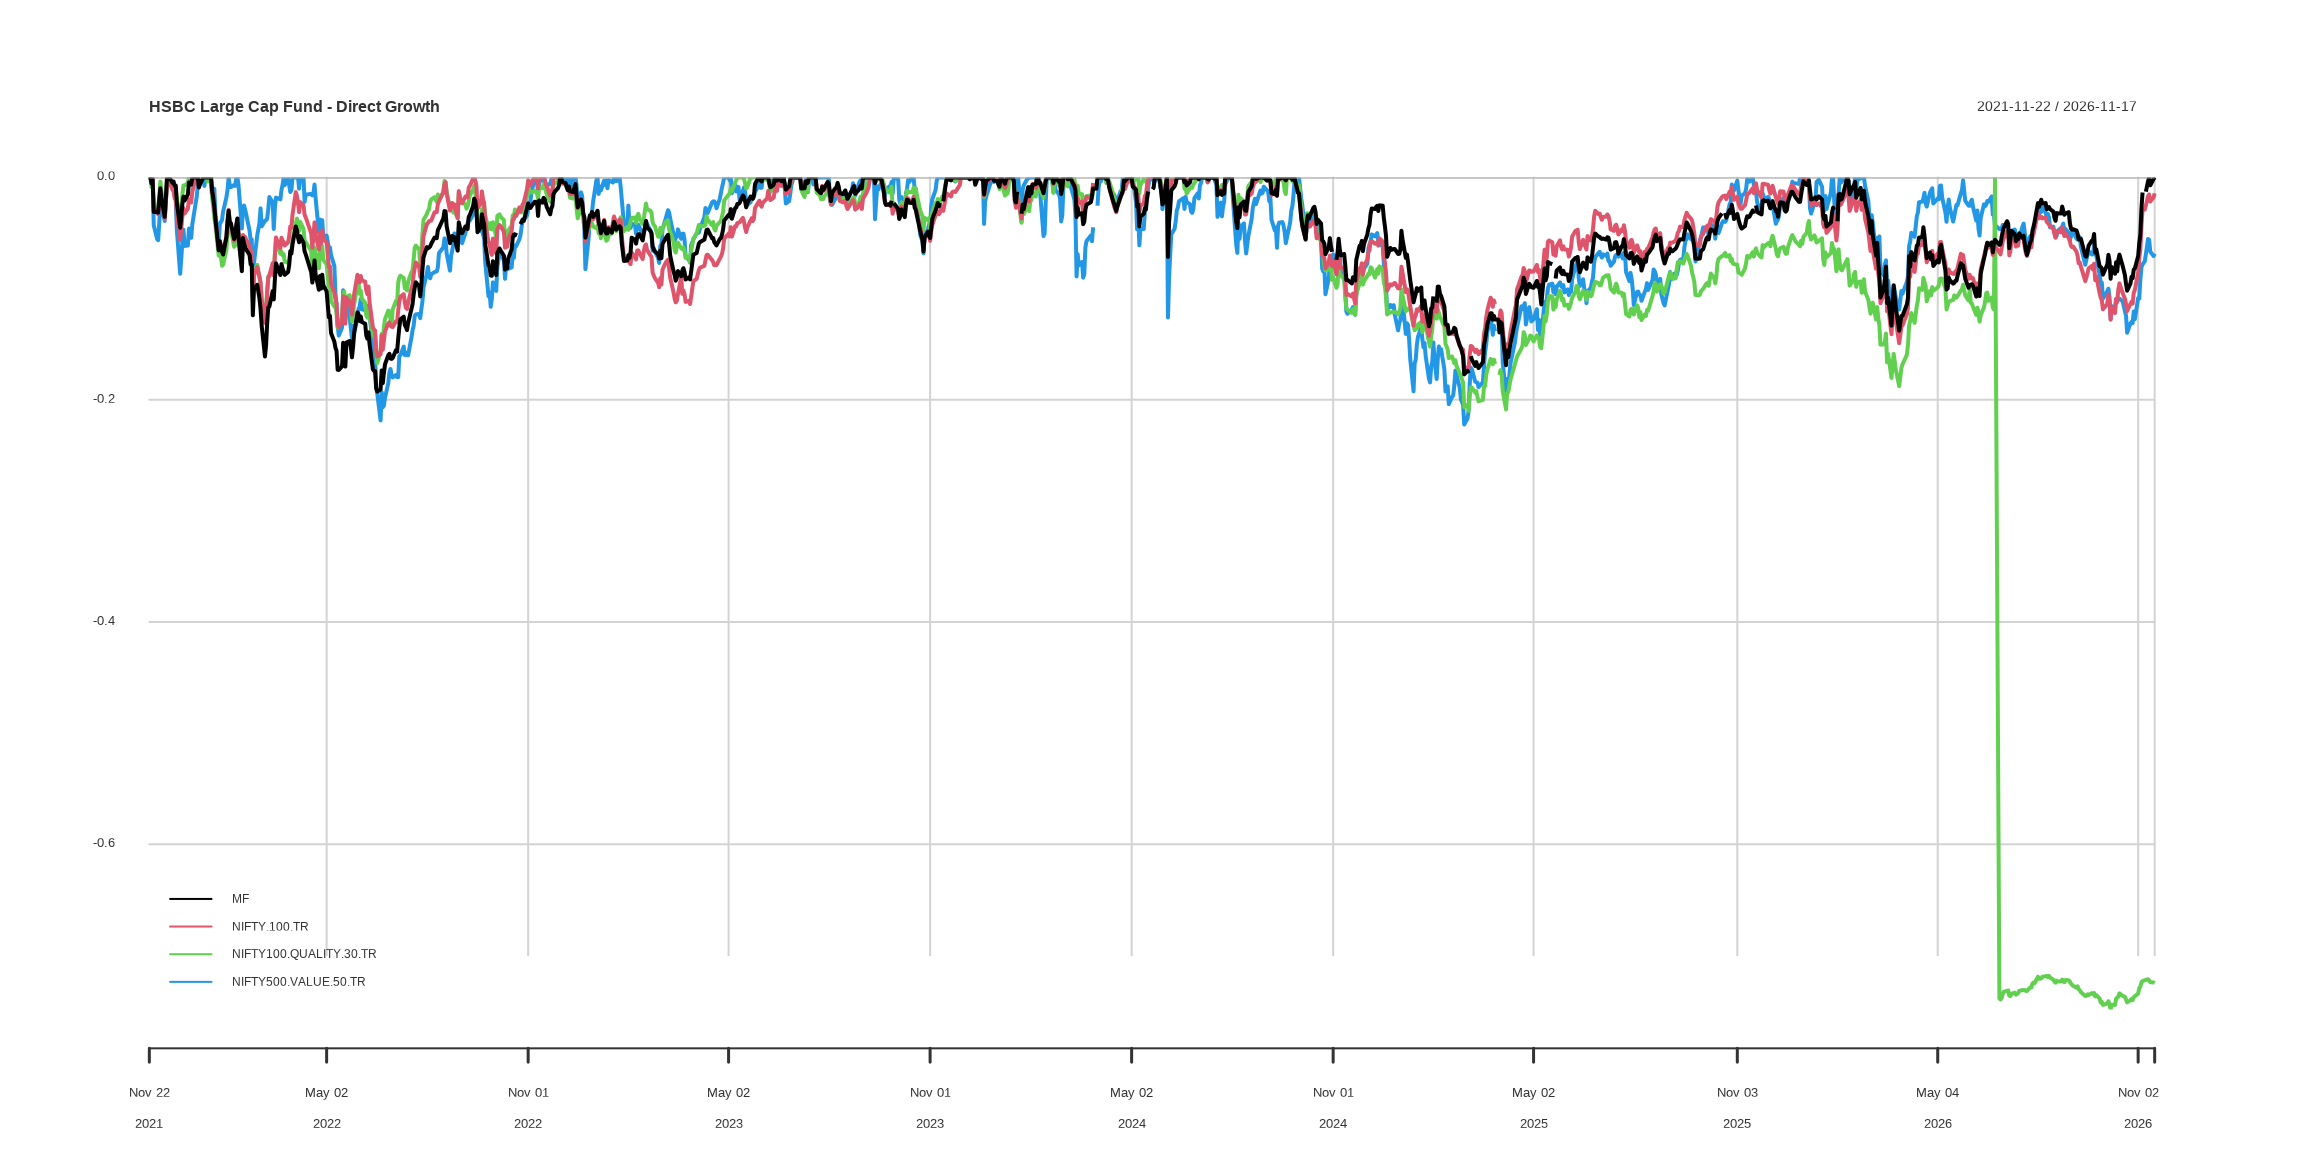 HSBC Large Cap Fund - Direct Growth
2021-11-22 / 2026-11-17
0.0
-0.2
-0.4
-0.6
MF
NIFTY.100.TR
NIFTY100.QUALITY.30.TR
NIFTY500.VALUE.50.TR
Nov 22 May 02 Nov 01 May 02 Nov 01 May 02 Nov 01 May 02 Nov 03 May 04 Nov 02
2021 2022 2022 2023 2023 2024 2024 2025 2025 2026 2026